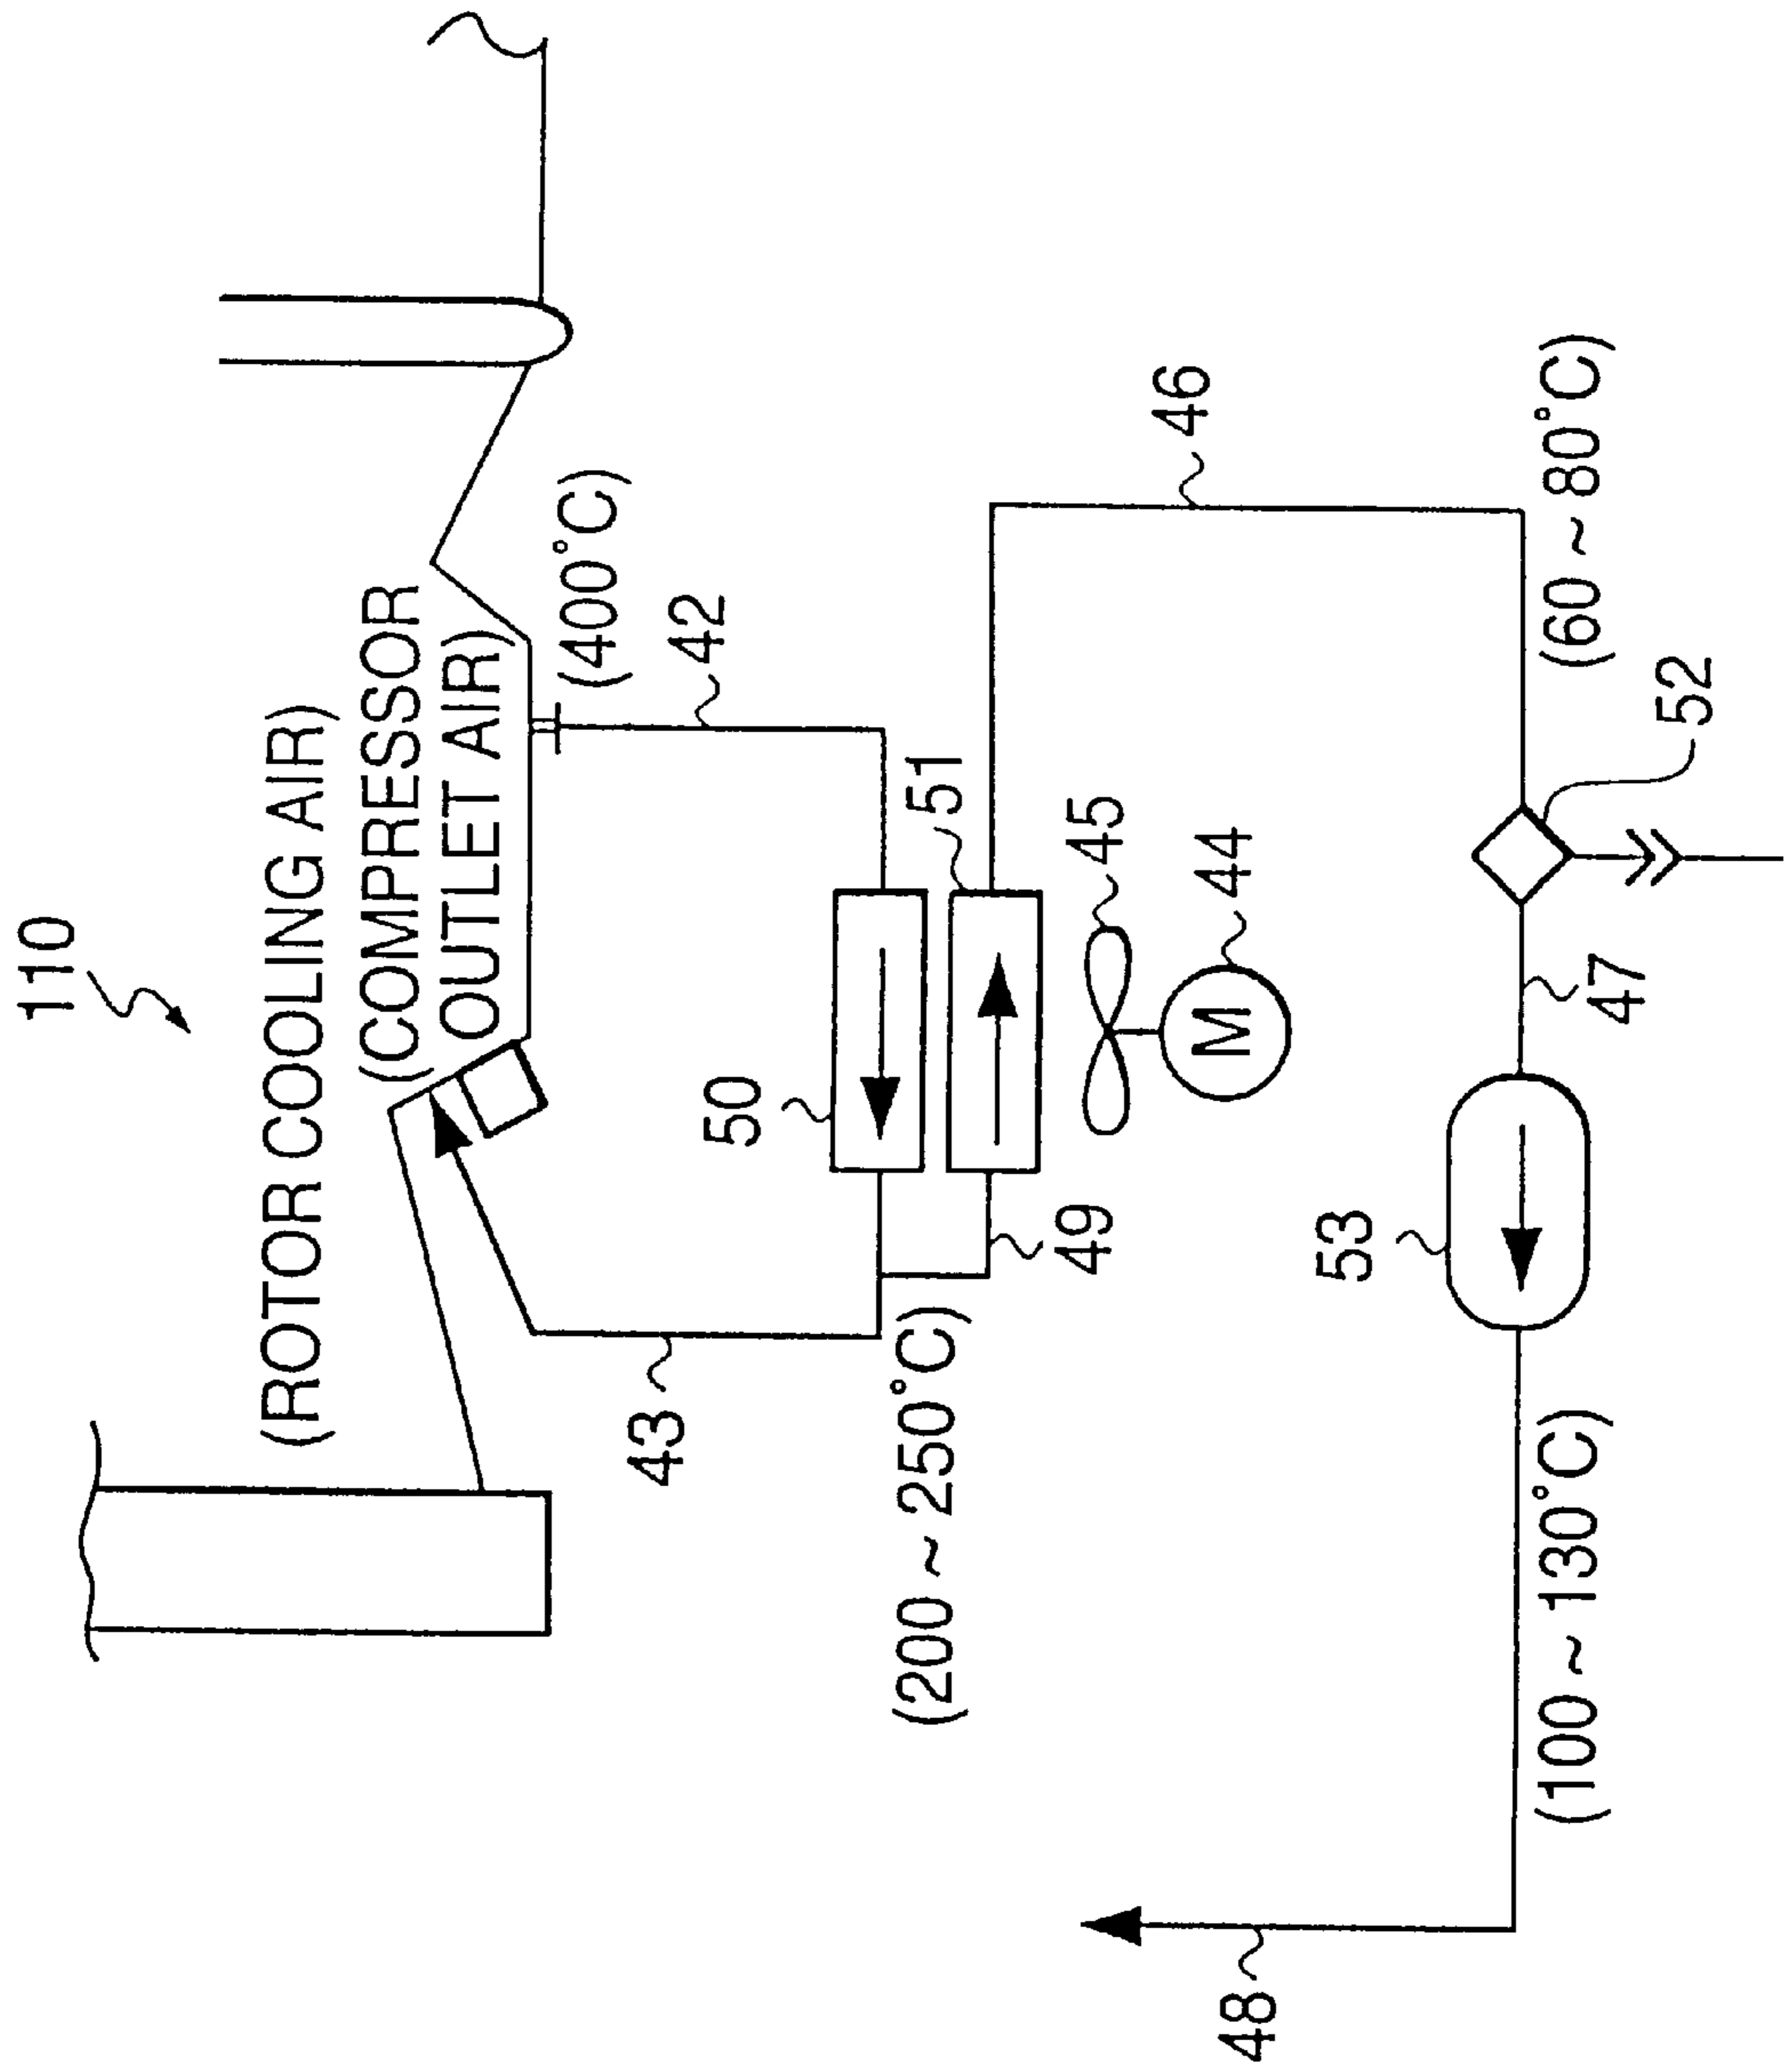 110
(ROTOR COOLING AIR)
(COMPRESSOR
OUTLET AIR)
(400°C)
43
42
50
(200 ~ 250°C)
51
49
45
46
M
44
48
53
(100 ~ 130°C)
(60 ~ 80°C)
47
52